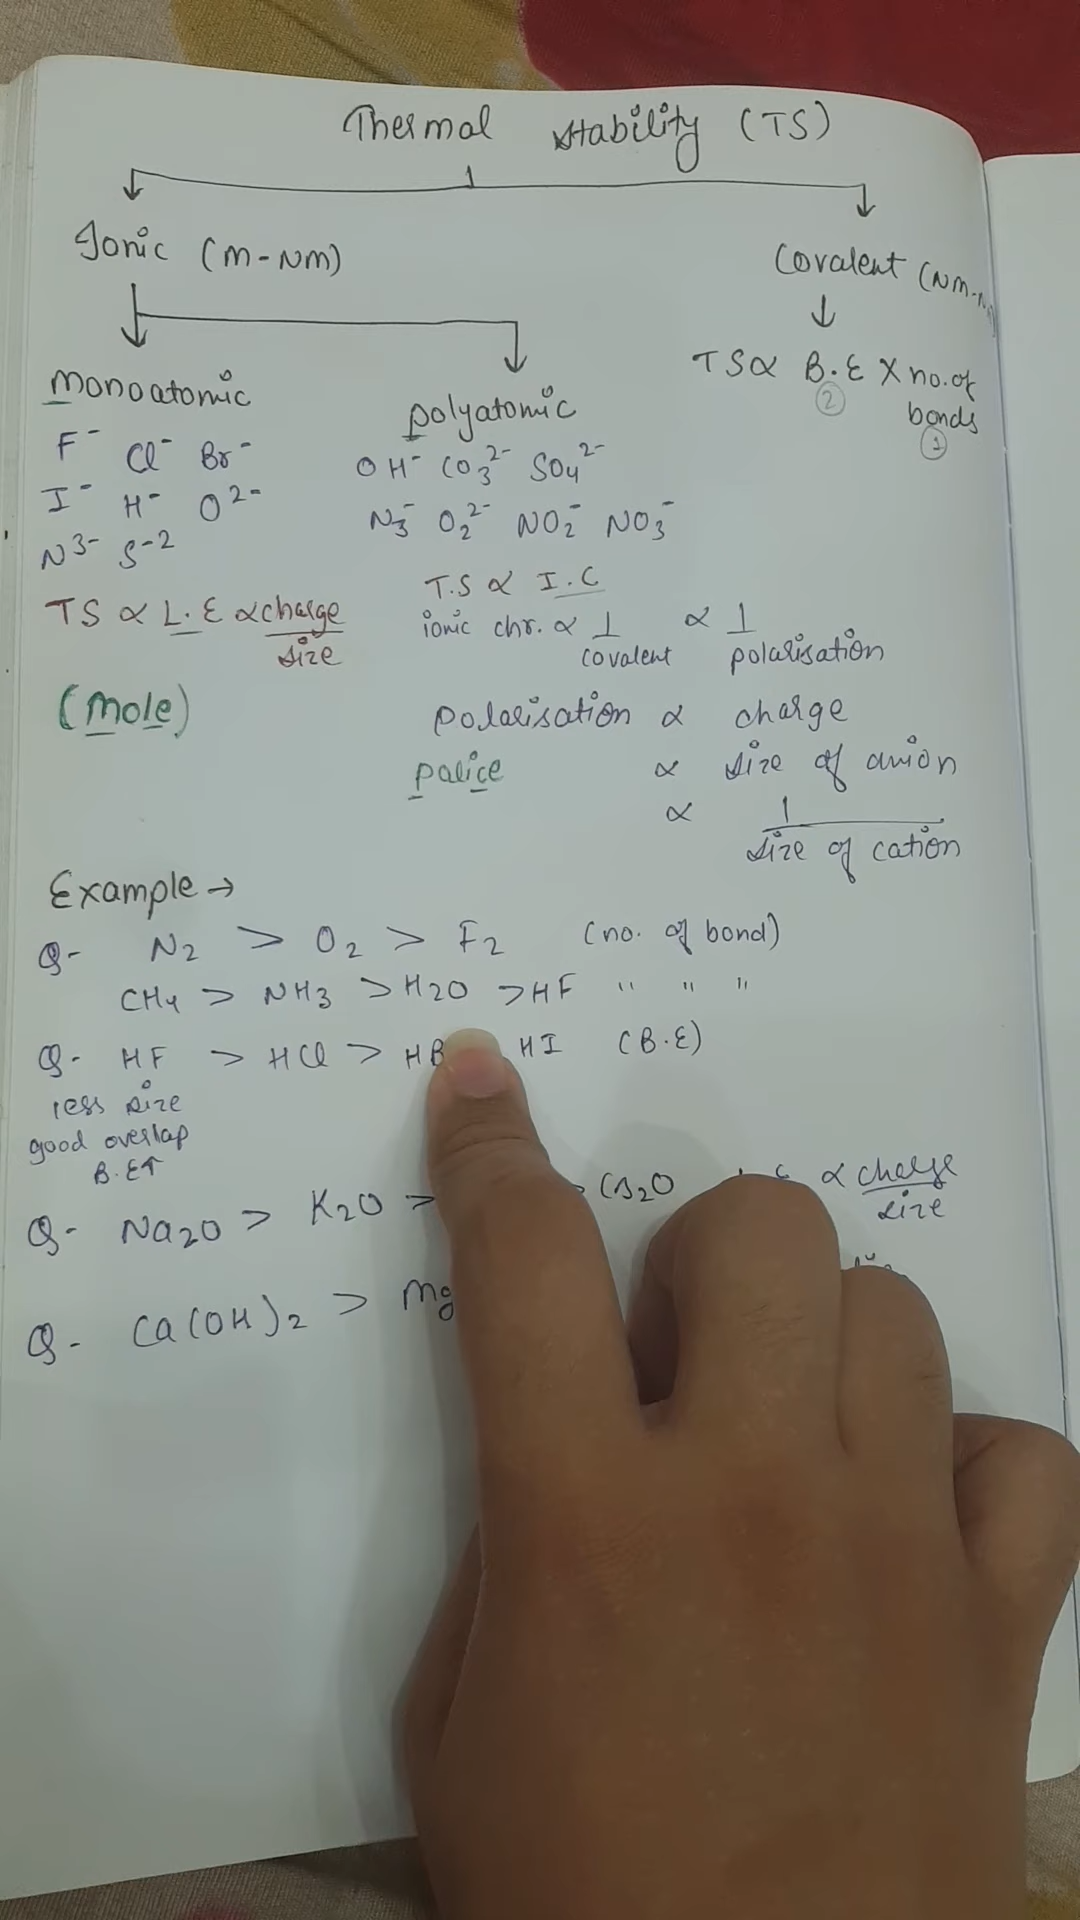 Thermal stability (TS)
Ionic (m-Nm)
Covalent (Nm-
Monoatomic
F⁻ Cl⁻ Br⁻
I⁻ H⁻ O²⁻
N³⁻ S⁻²
TS ∝ L.E ∝ charge/size
(Mole)
Polyatomic
OH⁻ CO₃²⁻ SO₄²⁻
N₃⁻ O₂²⁻ NO₂⁻ NO₃⁻
T.S ∝ I.C
ionic chr. ∝ 1/covalent ∝ 1/polarisation
Polarisation ∝ charge
palice ∝ size of anion
∝ 1/size of cation
TS ∝ B.E × no. of
bonds
② ①
Example →
Q- N₂ > O₂ > F₂ (no. of bond)
CH₄ > NH₃ > H₂O > HF " " "
Q- HF > HCl > HB HI (B.E)
less size
good overlap
B.E↑
Q- Na₂O > K₂O > > Cs₂O ∝ charge/size
Q- Ca(OH)₂ > Mg